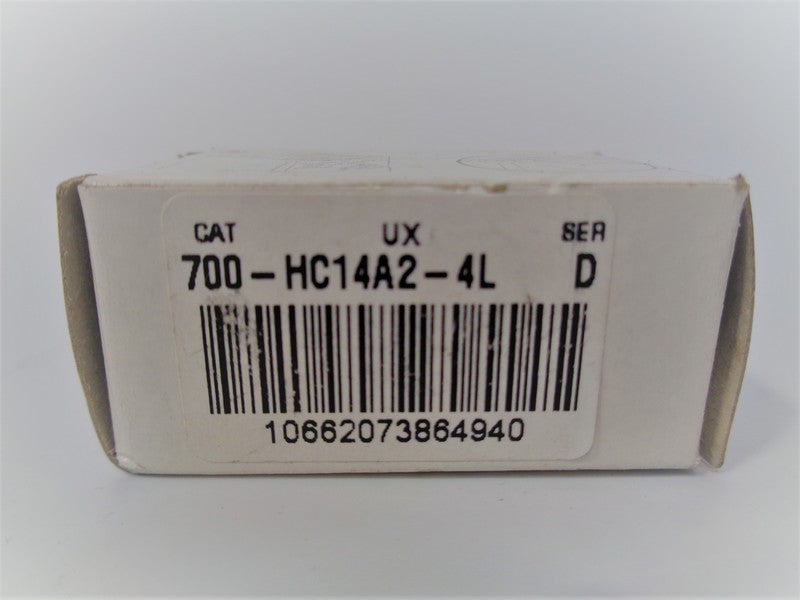 CAT UX SER
700-HC14A2-4L D
10662073864940